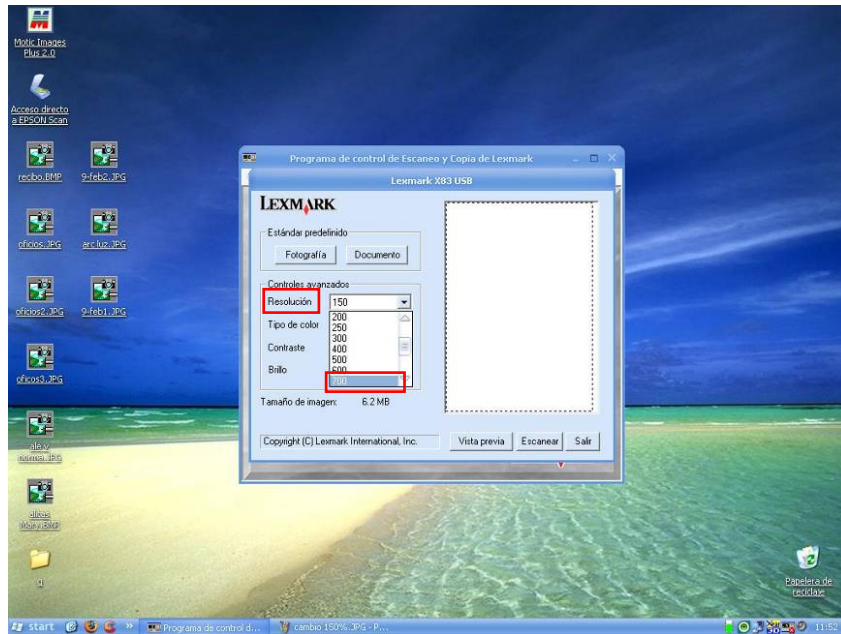 Motic Images
Plus 2.0
Acceso directo
a EPSON Scan
recibo.BMP
9-feb2.JPG
oficios.JPG
arc luz.JPG
oficios2.JPG
9-feb1.JPG
oficos3.JPG
g
Programa de control de Escaneo y Copia de Lexmark
Lexmark X83 USB
LEXMARK
Estándar predefinido
Fotografía
Documento
Controles avanzados
Resolución
150
200
250
300
400
500
600
700
Tipo de color
Contraste
Brillo
Tamaño de imagen: 6.2 MB
Copyright (C) Lexmark International, Inc.
Vista previa
Escanear
Salir
Papelera de
reciclaje
start
Programa de control d...
cambio 150%.JPG - P...
11:52